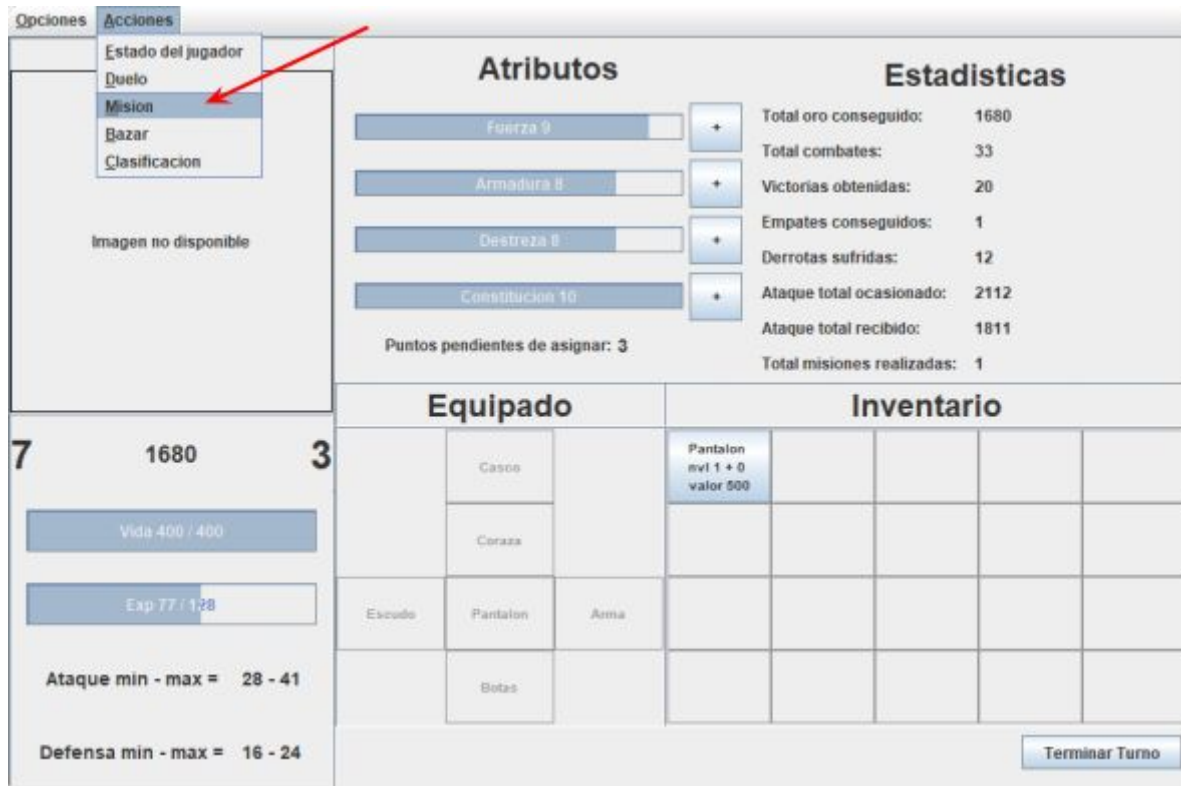 Opciones Acciones
Estado del jugador
Duelo
Mision
Bazar
Clasificacion
Imagen no disponible
7 1680 3
Vida 400 / 400
Exp 77 / 128
Ataque min - max = 28 - 41
Defensa min - max = 16 - 24
Atributos
Fuerza 9 +
Armadura 8 +
Destreza 8 +
Constitucion 10 +
Puntos pendientes de asignar: 3
Estadisticas
Total oro conseguido: 1680
Total combates: 33
Victorias obtenidas: 20
Empates conseguidos: 1
Derrotas sufridas: 12
Ataque total ocasionado: 2112
Ataque total recibido: 1811
Total misiones realizadas: 1
Equipado
Casco
Coraza
Escudo Pantalon Arma
Botas
Inventario
Pantalon
nvl 1 + 0
valor 500
Terminar Turno